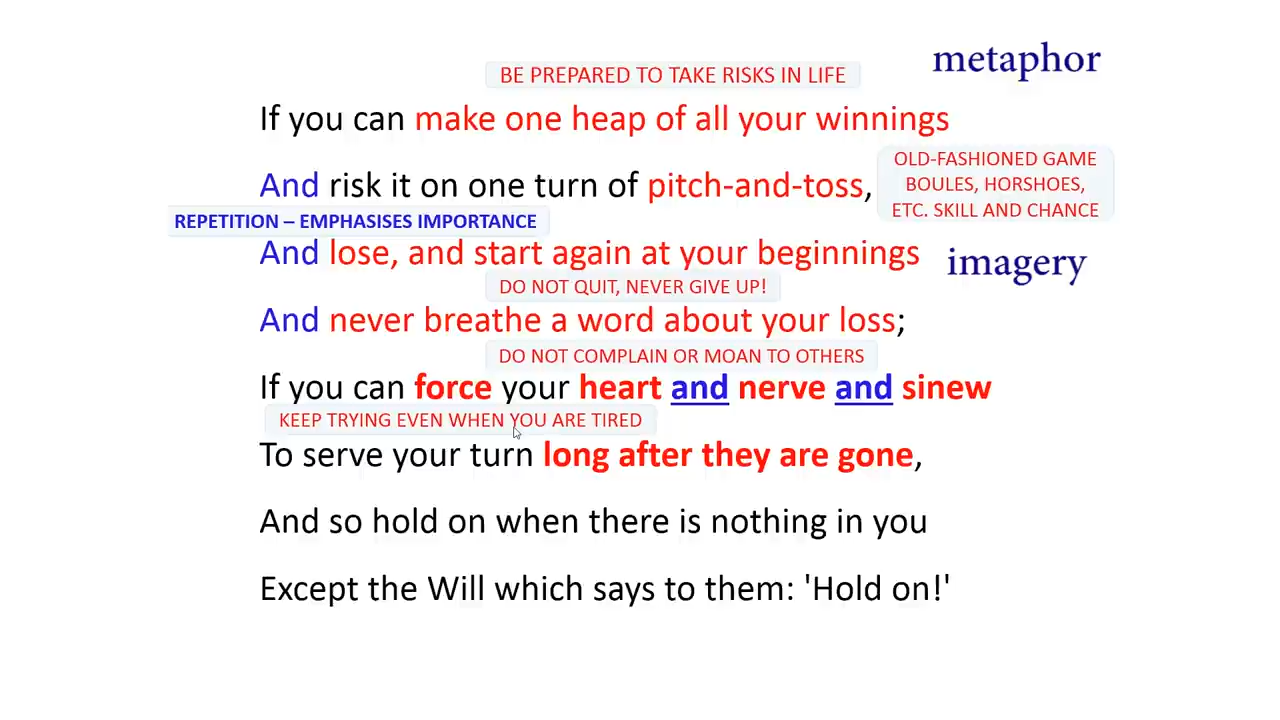 metaphor
BE PREPARED TO TAKE RISKS IN LIFE
If you can make one heap of all your winnings
OLD-FASHIONED GAME
BOULES, HORSHOES,
ETC. SKILL AND CHANCE
And risk it on one turn of pitch-and-toss,
REPETITION – EMPHASISES IMPORTANCE
And lose, and start again at your beginnings
imagery
DO NOT QUIT, NEVER GIVE UP!
And never breathe a word about your loss;
DO NOT COMPLAIN OR MOAN TO OTHERS
If you can force your heart and nerve and sinew
KEEP TRYING EVEN WHEN YOU ARE TIRED
To serve your turn long after they are gone,
And so hold on when there is nothing in you
Except the Will which says to them: 'Hold on!'